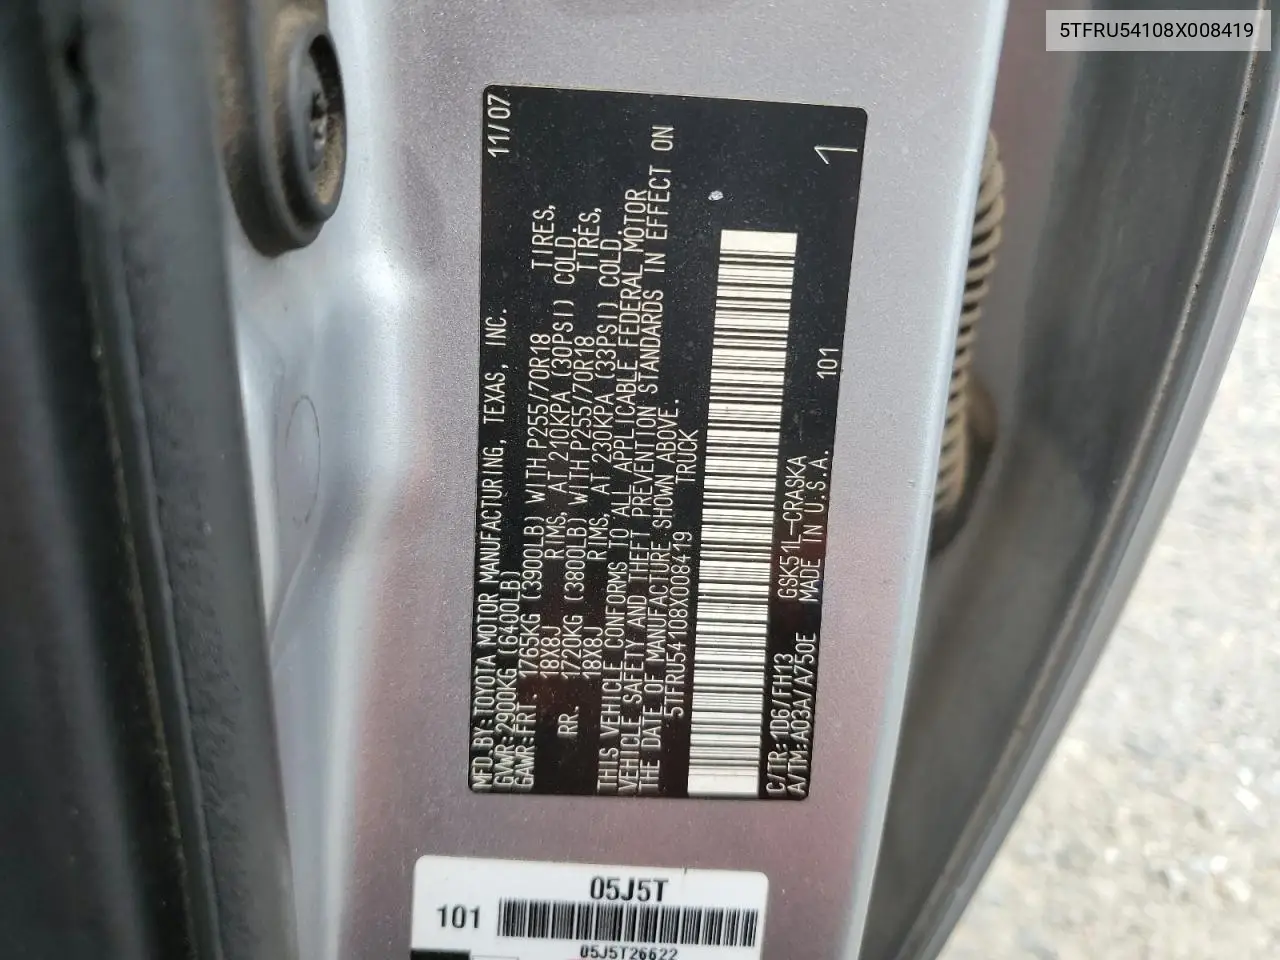 5TFRU54108X008419
MFD.BY:TOYOTA MOTOR MANUFACTURING, TEXAS, INC. 11/07
GVWR:2900KG (6400LB)
GAWR:FRT. 1765KG (3900LB) WITH P255/70R18 TIRES,
18X8J RIMS, AT 210KPA (30PSI) COLD
RR. 1720KG (3800LB) WITH P255/70R18 TIRES,
18X8J RIMS, AT 230KPA (33PSI) COLD.
THIS VEHICLE CONFORMS TO ALL APPLICABLE FEDERAL MOTOR
VEHICLE SAFETY AND THEFT PREVENTION STANDARDS IN EFFECT ON
THE DATE OF MANUFACTURE SHOWN ABOVE.
5TFRU54108X008419 TRUCK
C/TR:1D6/FH13 GSK51L-CRASKA
A/TM:A03A/A750E MADE IN U.S.A. 101 1
05J5T
101
05J5T26622